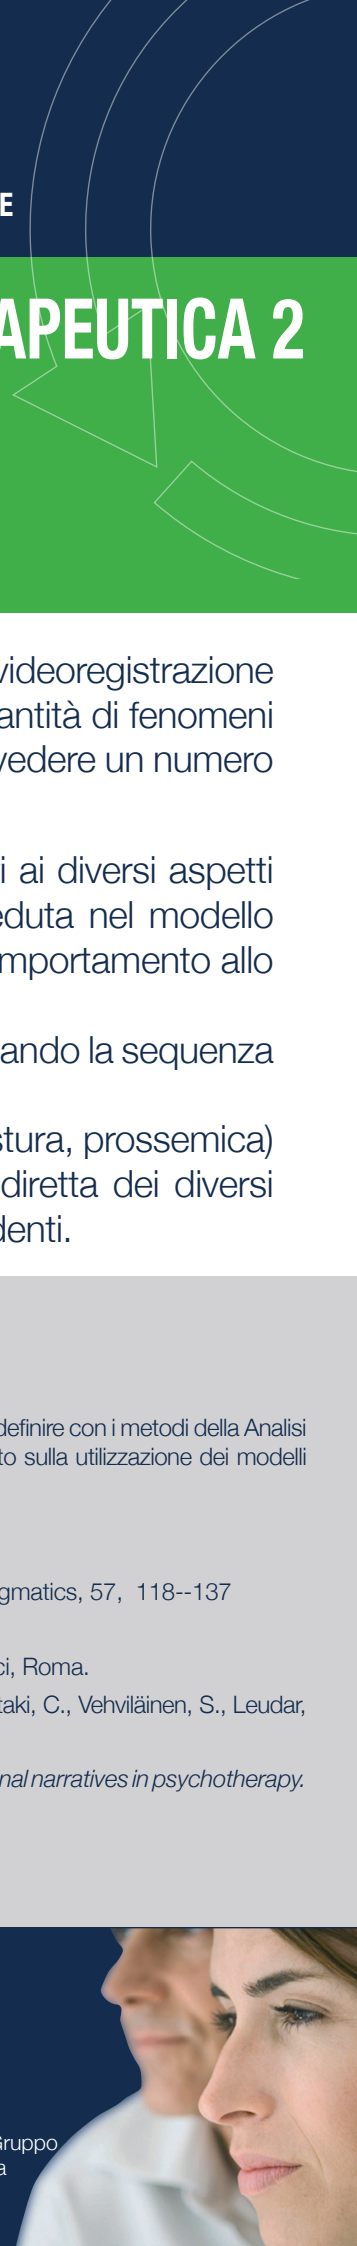 E
APEUTICA 2
videoregistrazione
antità di fenomeni
vedere un numero
i ai diversi aspetti
eduta nel modello
mportamento allo
ando la sequenza
stura, prossemica)
diretta dei diversi
denti.
definire con i metodi della Analisi
to sulla utilizzazione dei modelli
gmatics, 57, 118--137
ci, Roma.
taki, C., Vehviläinen, S., Leudar,
nal narratives in psychotherapy.
Gruppo
a